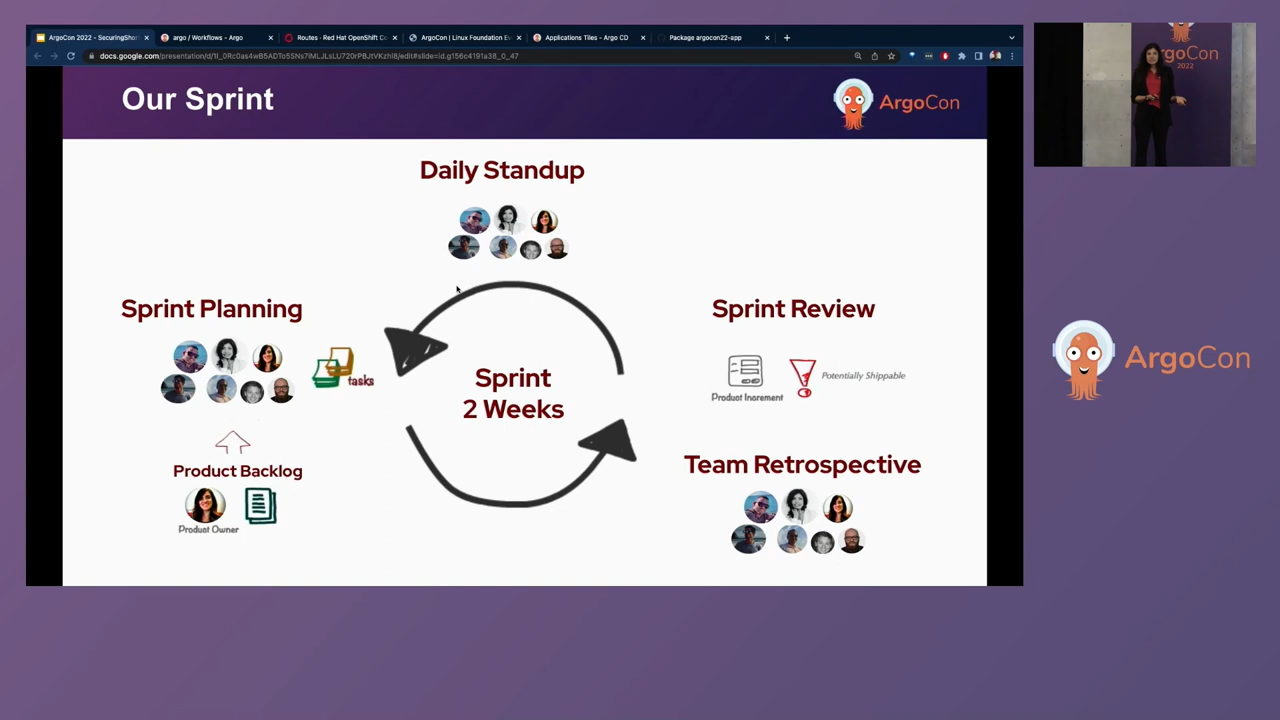 ArgoCon 2022 - SecuringShor
argo / Workflows - Argo
Routes - Red Hat OpenShift Co
ArgoCon | Linux Foundation Ev
Applications Tiles - Argo CD
Package argocon22-app
Our Sprint
ArgoCon
ArgoCon
2022
Daily Standup
Sprint Planning
tasks
Product Backlog
Product Owner
Sprint
2 Weeks
Sprint Review
Product Increment
Potentially Shippable
Team Retrospective
ArgoCon